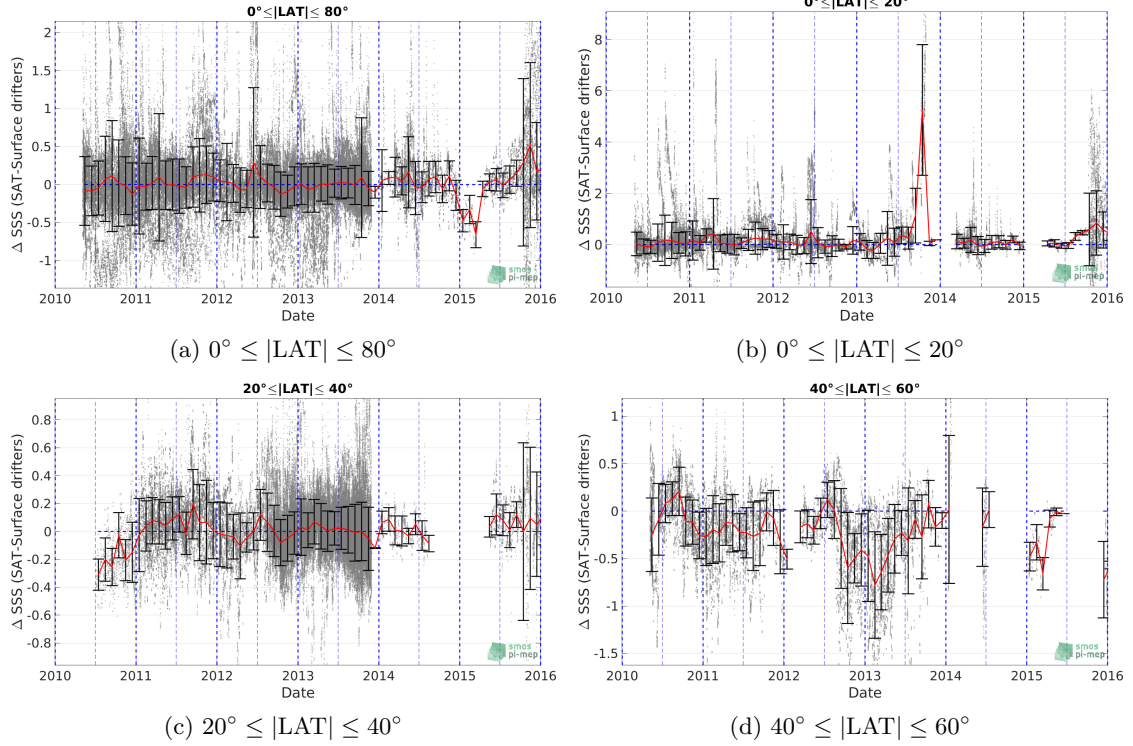 0°≤|LAT|≤ 80°
Δ SSS (SAT-Surface drifters)
2
1.5
1
0.5
0
-0.5
-1
smos
pi-mep
2010 2011 2012 2013 2014 2015 2016
Date
(a) 0° ≤ |LAT| ≤ 80°
0°≤|LAT|≤ 20°
Δ SSS (SAT-Surface drifters)
8
6
4
2
0
smos
pi-mep
2010 2011 2012 2013 2014 2015 2016
Date
(b) 0° ≤ |LAT| ≤ 20°
20°≤|LAT|≤ 40°
Δ SSS (SAT-Surface drifters)
0.8
0.6
0.4
0.2
0
-0.2
-0.4
-0.6
-0.8
smos
pi-mep
2010 2011 2012 2013 2014 2015 2016
Date
(c) 20° ≤ |LAT| ≤ 40°
40°≤|LAT|≤ 60°
Δ SSS (SAT-Surface drifters)
1
0.5
0
-0.5
-1
-1.5
smos
pi-mep
2010 2011 2012 2013 2014 2015 2016
Date
(d) 40° ≤ |LAT| ≤ 60°